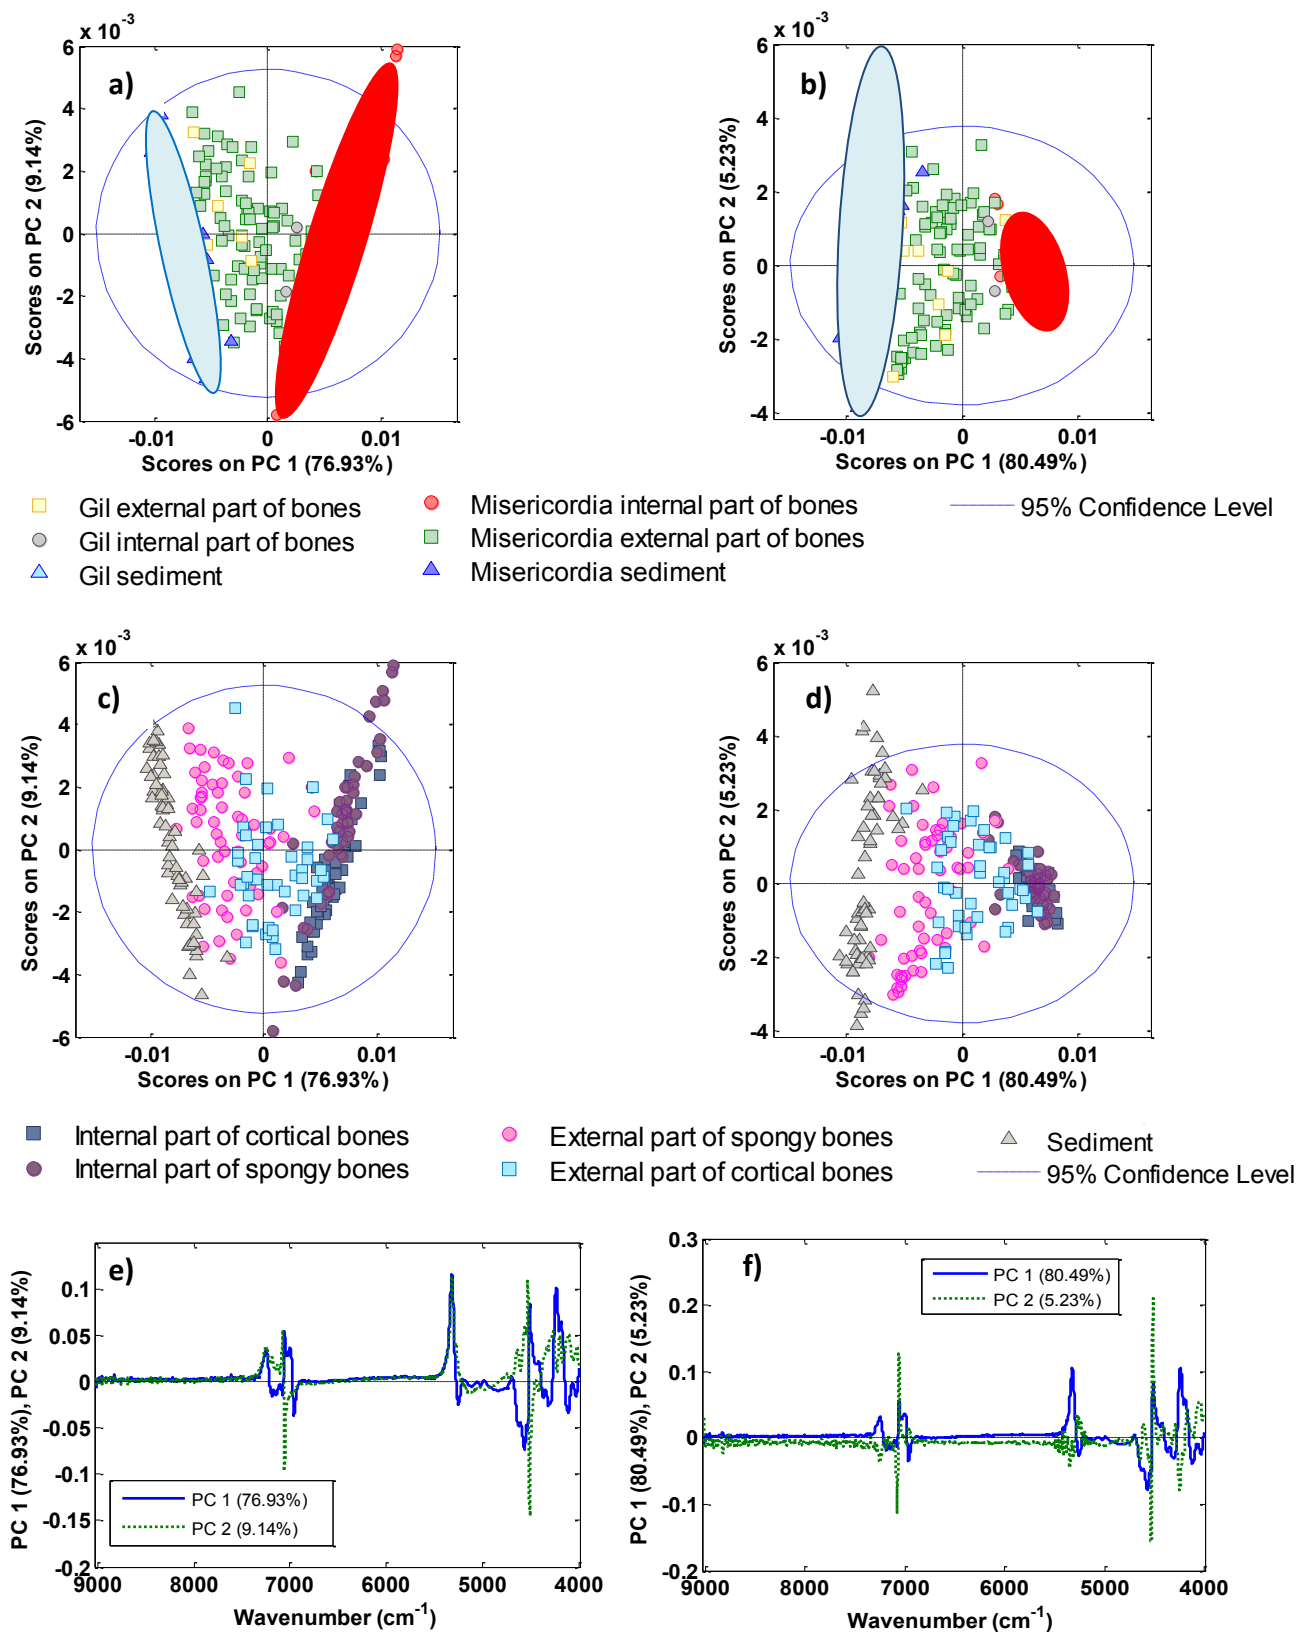 x 10-3
x 10-3
6
4
2
0
-2
-4
-6
a)
Scores on PC 2 (9.14%)
-0.01
0
0.01
Scores on PC 1 (76.93%)
6
4
2
0
-2
-4
b)
Scores on PC 2 (5.23%)
-0.01
0
0.01
Scores on PC 1 (80.49%)
Gil external part of bones
Misericordia internal part of bones
95% Confidence Level
Gil internal part of bones
Misericordia external part of bones
Gil sediment
Misericordia sediment
x 10-3
x 10-3
6
4
2
0
-2
-4
-6
c)
Scores on PC 2 (9.14%)
-0.01
0
0.01
Scores on PC 1 (76.93%)
6
4
2
0
-2
-4
d)
Scores on PC 2 (5.23%)
-0.01
0
0.01
Scores on PC 1 (80.49%)
Internal part of cortical bones
External part of spongy bones
Sediment
Internal part of spongy bones
External part of cortical bones
95% Confidence Level
e)
0.1
0.05
0
-0.05
-0.1
-0.15
-0.2
PC 1 (76.93%), PC 2 (9.14%)
PC 1 (76.93%)
PC 2 (9.14%)
9000
8000
7000
6000
5000
4000
Wavenumber (cm-1)
f)
0.3
0.2
0.1
0
-0.1
-0.2
PC 1 (80.49%), PC 2 (5.23%)
PC 1 (80.49%)
PC 2 (5.23%)
9000
8000
7000
6000
5000
4000
Wavenumber (cm-1)